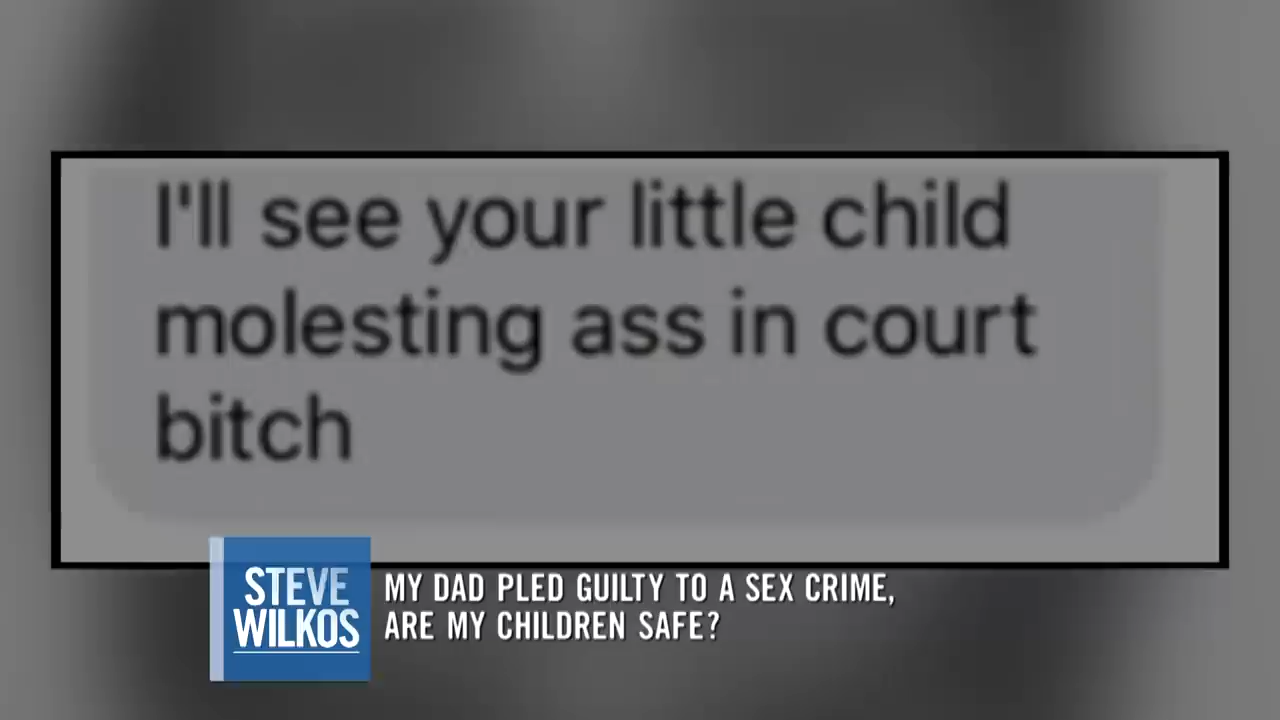 I'll see your little child
molesting ass in court
bitch
STEVE
WILKOS
MY DAD PLED GUILTY TO A SEX CRIME,
ARE MY CHILDREN SAFE?